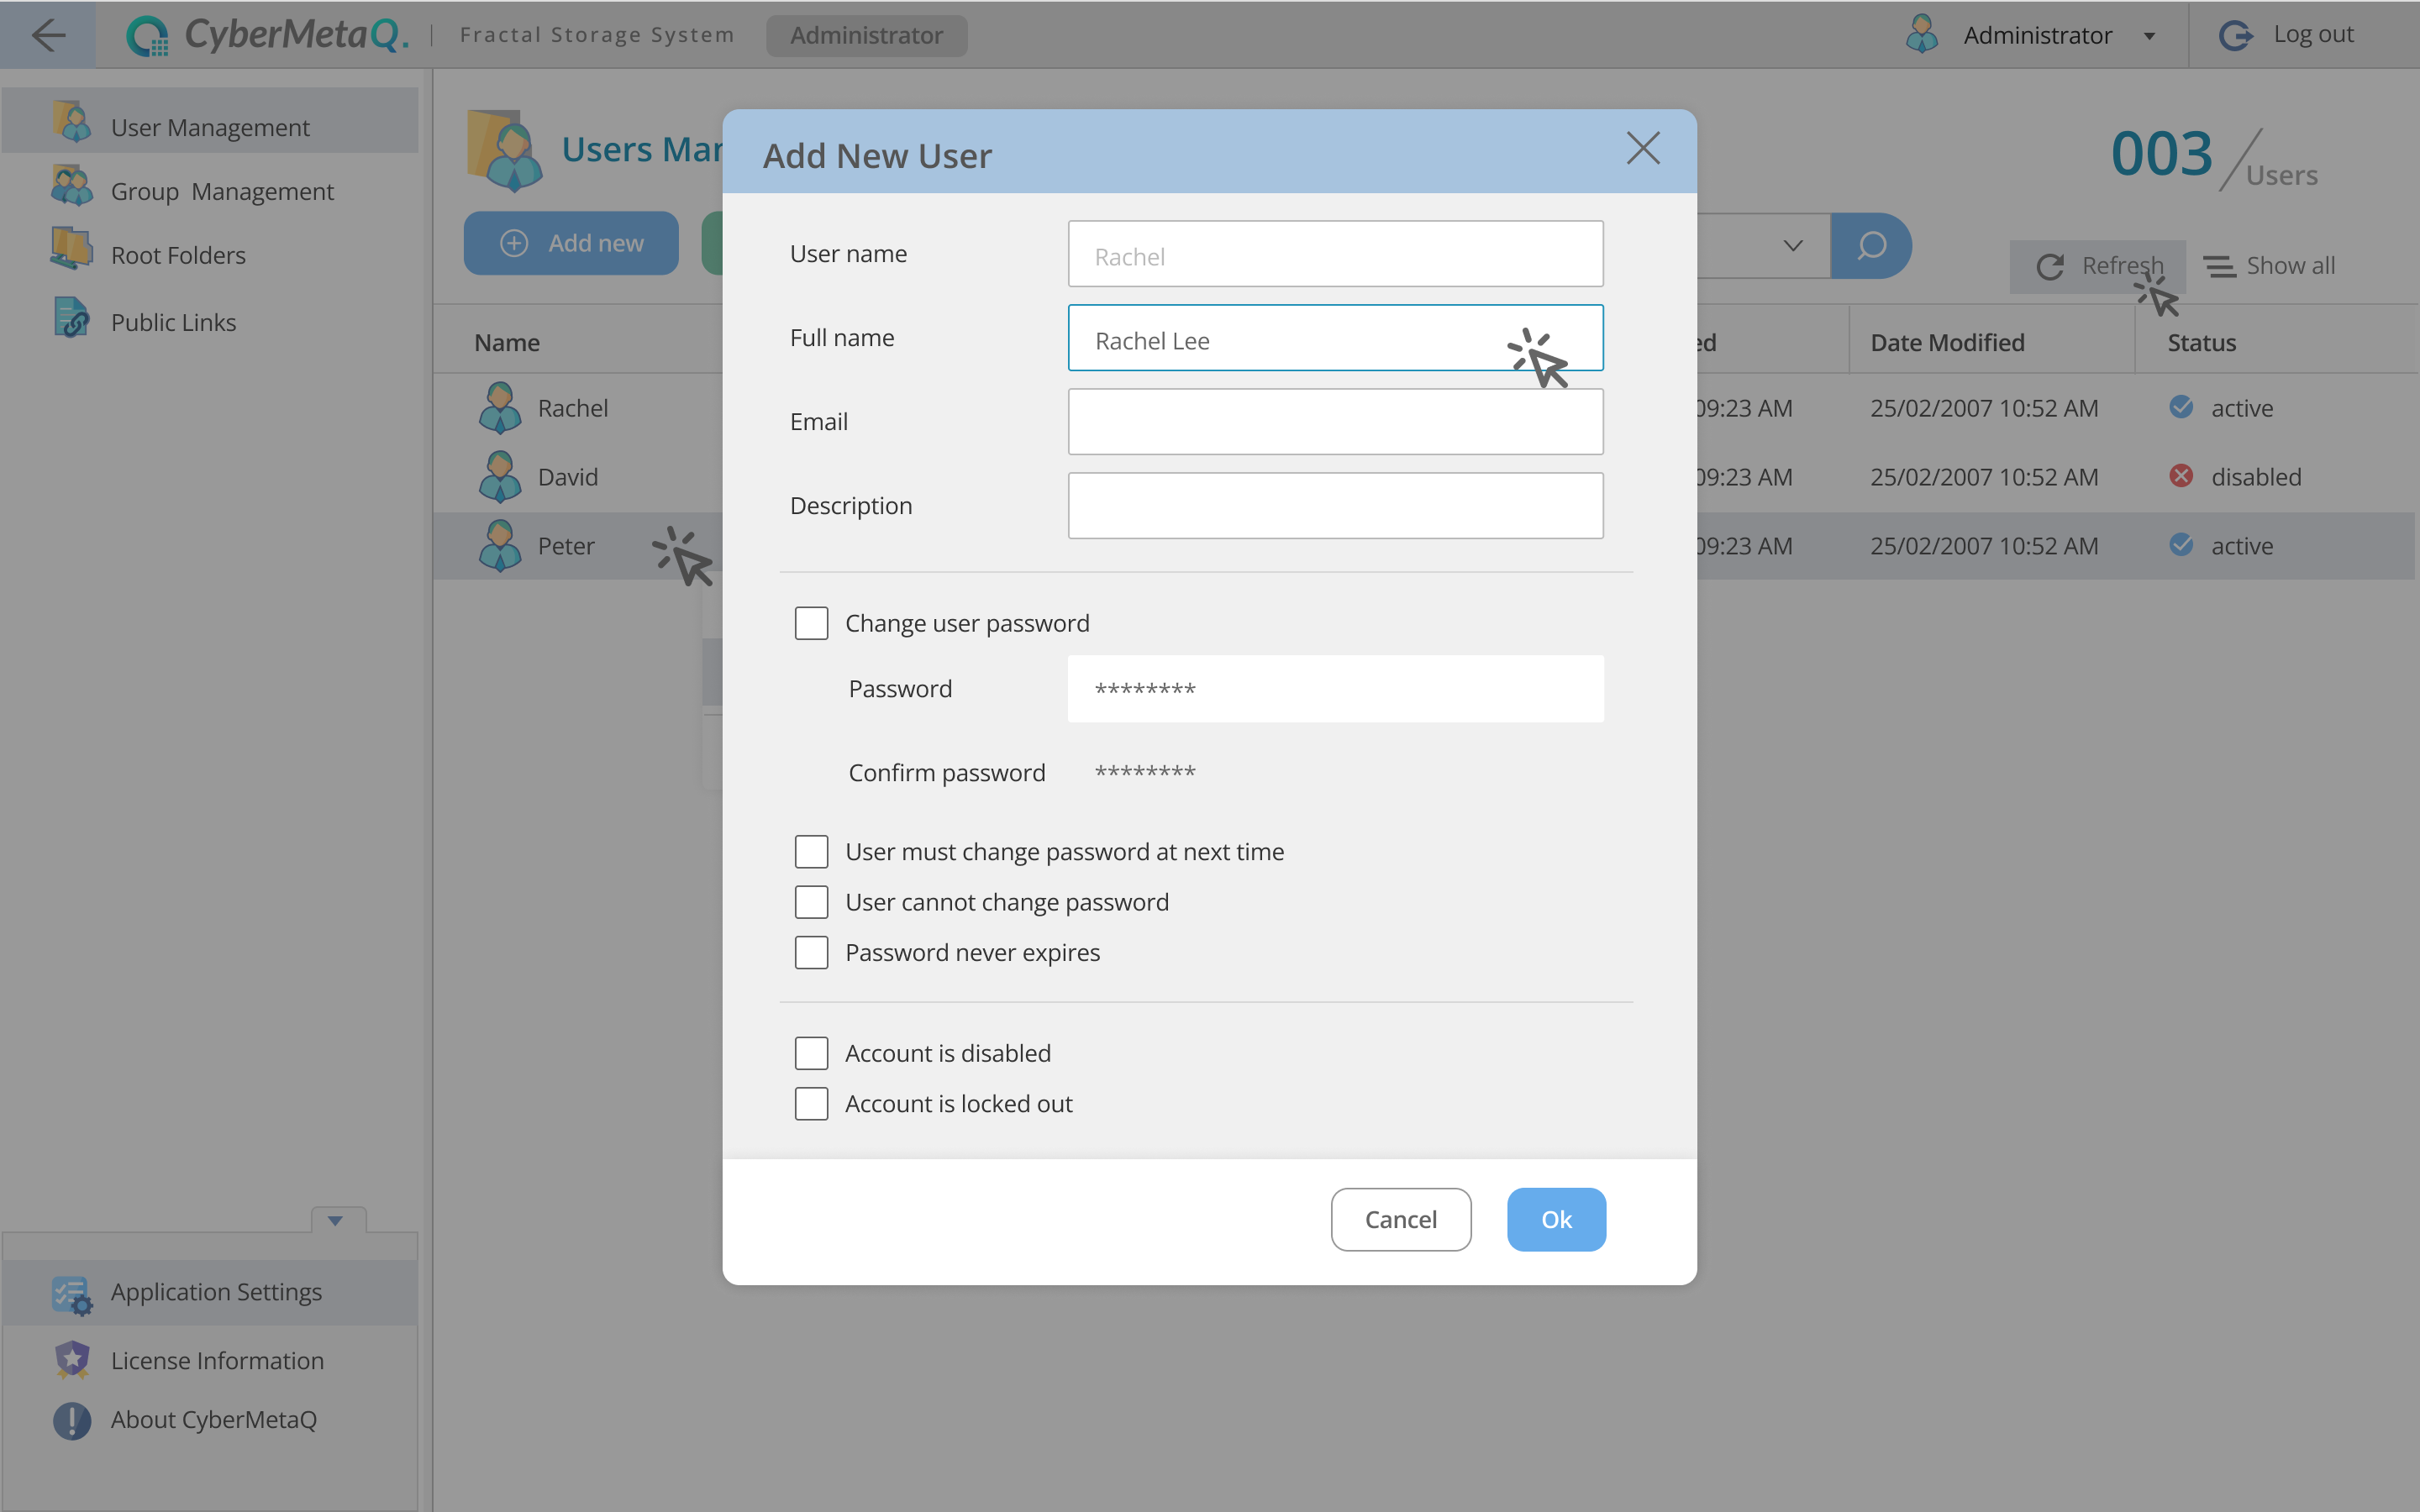 CyberMetaQ. | Fractal Storage System Administrator
Administrator
Log out
User Management
Group Management
Root Folders
Public Links
Application Settings
License Information
About CyberMetaQ
Users Mar
003 / Users
Add new
Refresh
Show all
Name
ed
Date Modified
Status
Rachel
09:23 AM
25/02/2007 10:52 AM
active
David
09:23 AM
25/02/2007 10:52 AM
disabled
Peter
09:23 AM
25/02/2007 10:52 AM
active
Add New User
User name
Rachel
Full name
Rachel Lee
Email
Description
Change user password
Password
********
Confirm password
********
User must change password at next time
User cannot change password
Password never expires
Account is disabled
Account is locked out
Cancel
Ok